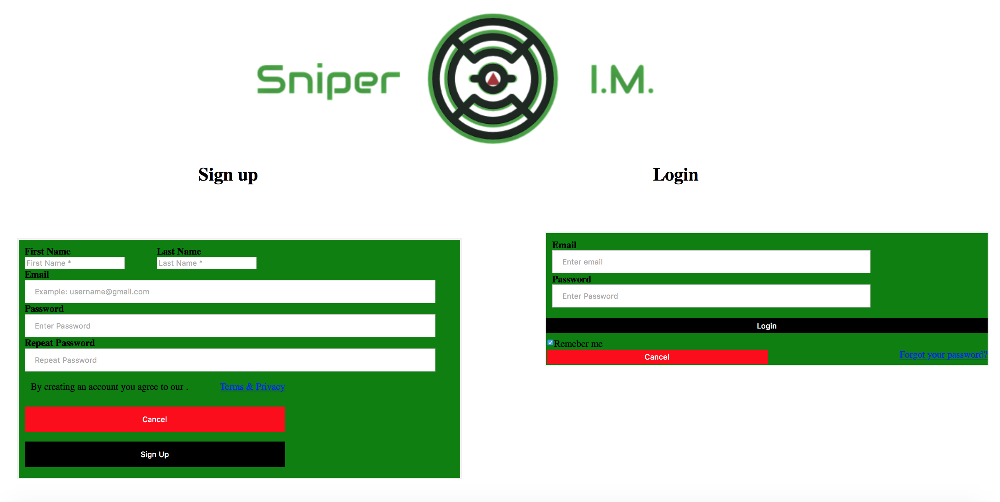 Sniper I.M.
Sign up
Login
First Name Last Name
First Name * Last Name *
Email
Example: username@gmail.com
Password
Enter Password
Repeat Password
Repeat Password
By creating an account you agree to our . Terms & Privacy
Cancel
Sign Up
Email
Enter email
Password
Enter Password
Login
Remeber me
Cancel Forgot your password?